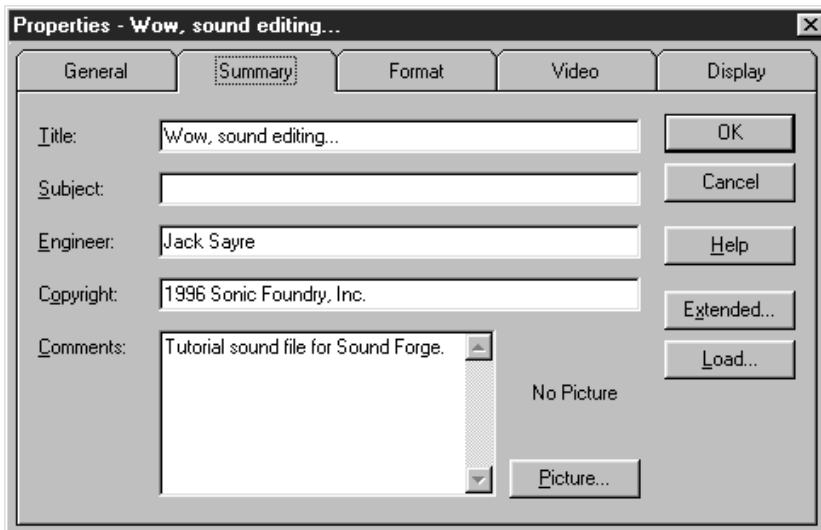 Properties - Wow, sound editing...
General Summary Format Video Display
Title: Wow, sound editing... OK
Subject: Cancel
Engineer: Jack Sayre Help
Copyright: 1996 Sonic Foundry, Inc. Extended...
Comments: Tutorial sound file for Sound Forge. Load...
No Picture
Picture...